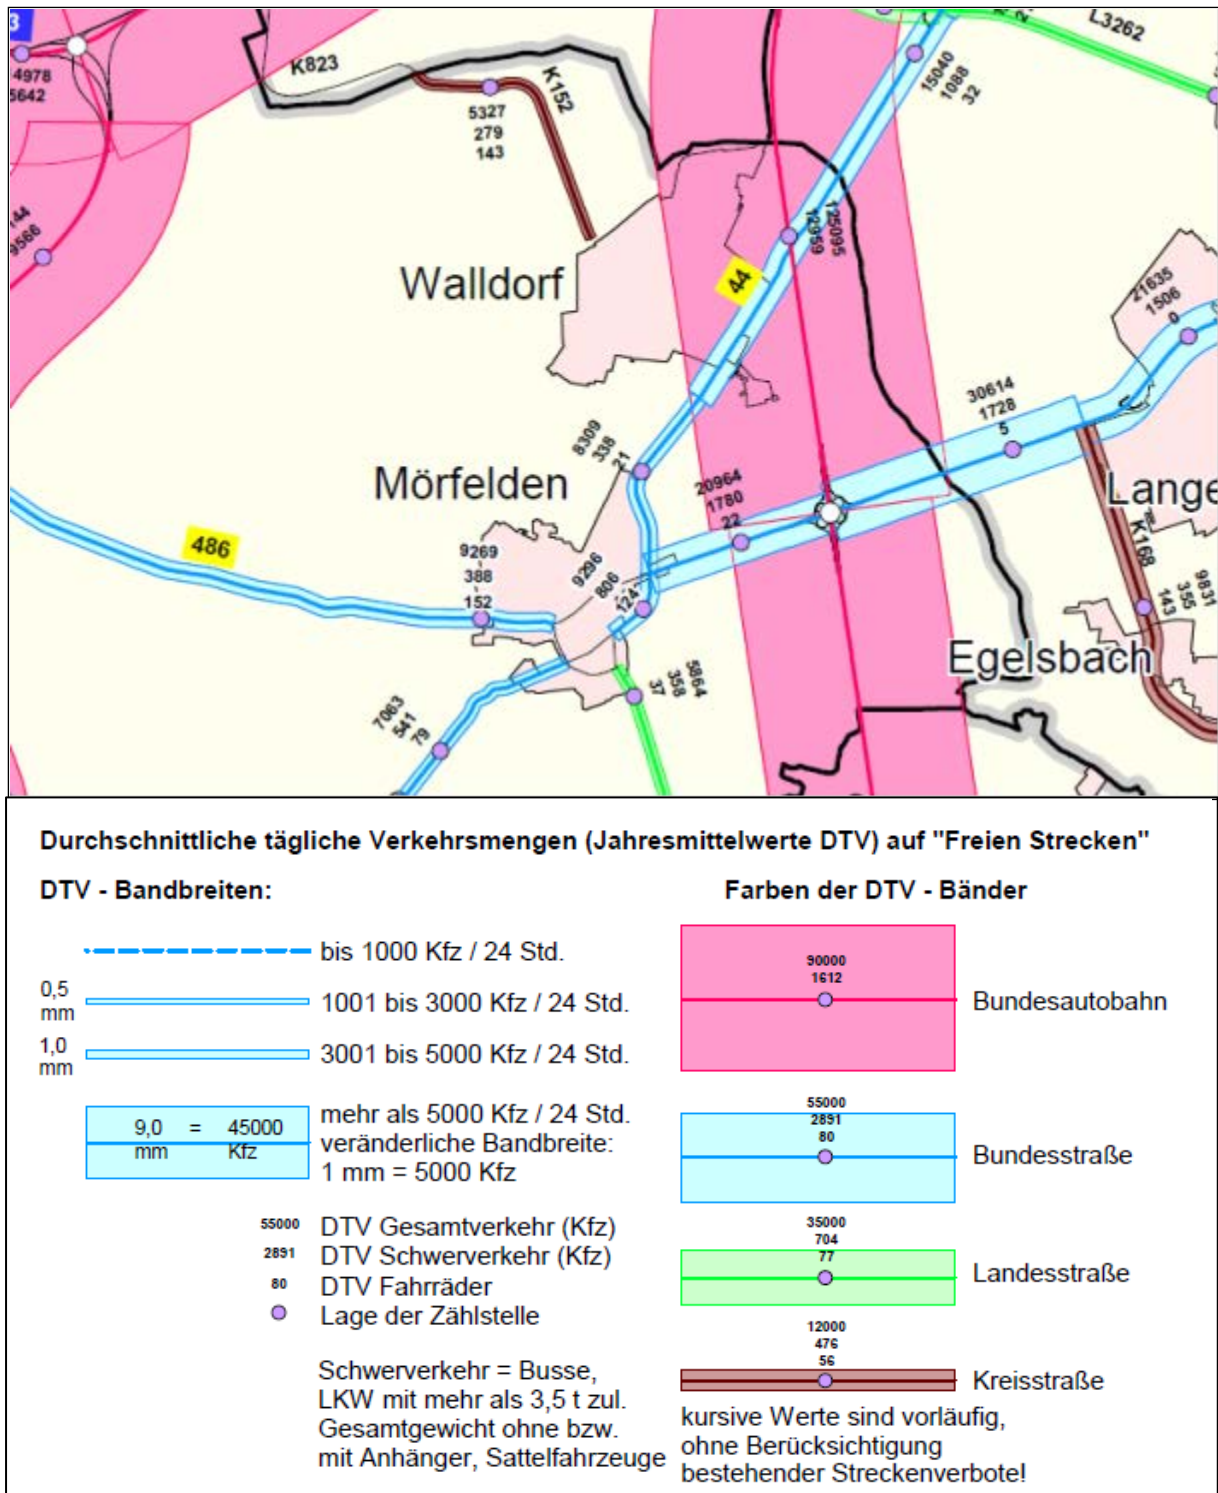 3
4978
5642
K823
K152
5327
279
143
15040
1088
32
L3262
44
9566
Walldorf
44
125095
12959
21635
1506
0
30614
1728
5
8309
338
21
Mörfelden
20964
1780
22
Lange
486
9269
388
152
9296
806
124
K168
9831
355
143
Egelsbach
5864
358
37
7063
541
79
Durchschnittliche tägliche Verkehrsmengen (Jahresmittelwerte DTV) auf "Freien Strecken"
DTV - Bandbreiten:
Farben der DTV - Bänder
bis 1000 Kfz / 24 Std.
0,5
mm
1001 bis 3000 Kfz / 24 Std.
1,0
mm
3001 bis 5000 Kfz / 24 Std.
9,0 = 45000
mm Kfz
mehr als 5000 Kfz / 24 Std.
veränderliche Bandbreite:
1 mm = 5000 Kfz
55000 DTV Gesamtverkehr (Kfz)
2891 DTV Schwerverkehr (Kfz)
80 DTV Fahrräder
Lage der Zählstelle
Schwerverkehr = Busse,
LKW mit mehr als 3,5 t zul.
Gesamtgewicht ohne bzw.
mit Anhänger, Sattelfahrzeuge
90000
1612
Bundesautobahn
55000
2891
80
Bundesstraße
35000
704
77
Landesstraße
12000
476
56
Kreisstraße
kursive Werte sind vorläufig,
ohne Berücksichtigung
bestehender Streckenverbote!